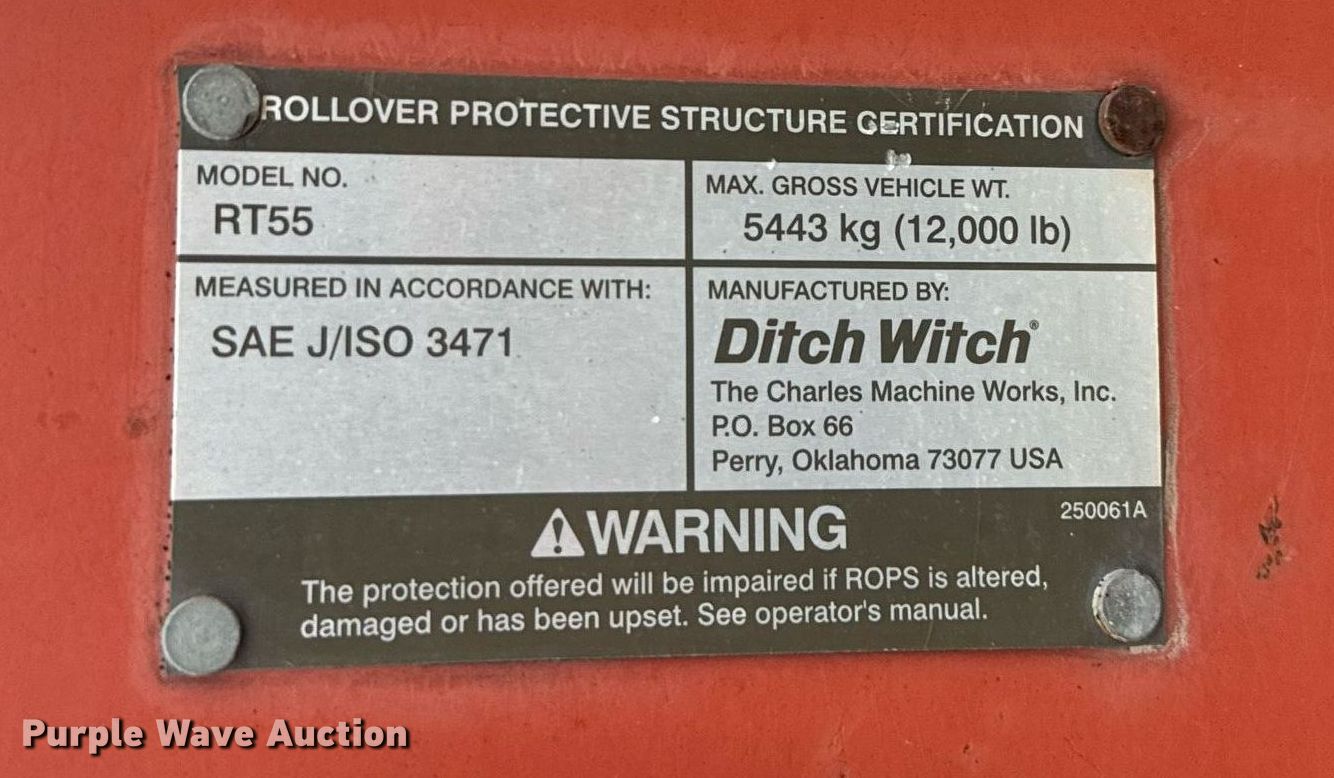 ROLLOVER PROTECTIVE STRUCTURE CERTIFICATION
MODEL NO.
RT55
MAX. GROSS VEHICLE WT.
5443 kg (12,000 lb)
MEASURED IN ACCORDANCE WITH:
SAE J/ISO 3471
MANUFACTURED BY:
Ditch Witch®
The Charles Machine Works, Inc.
P.O. Box 66
Perry, Oklahoma 73077 USA
250061A
⚠WARNING
The protection offered will be impaired if ROPS is altered,
damaged or has been upset. See operator's manual.
Purple Wave Auction